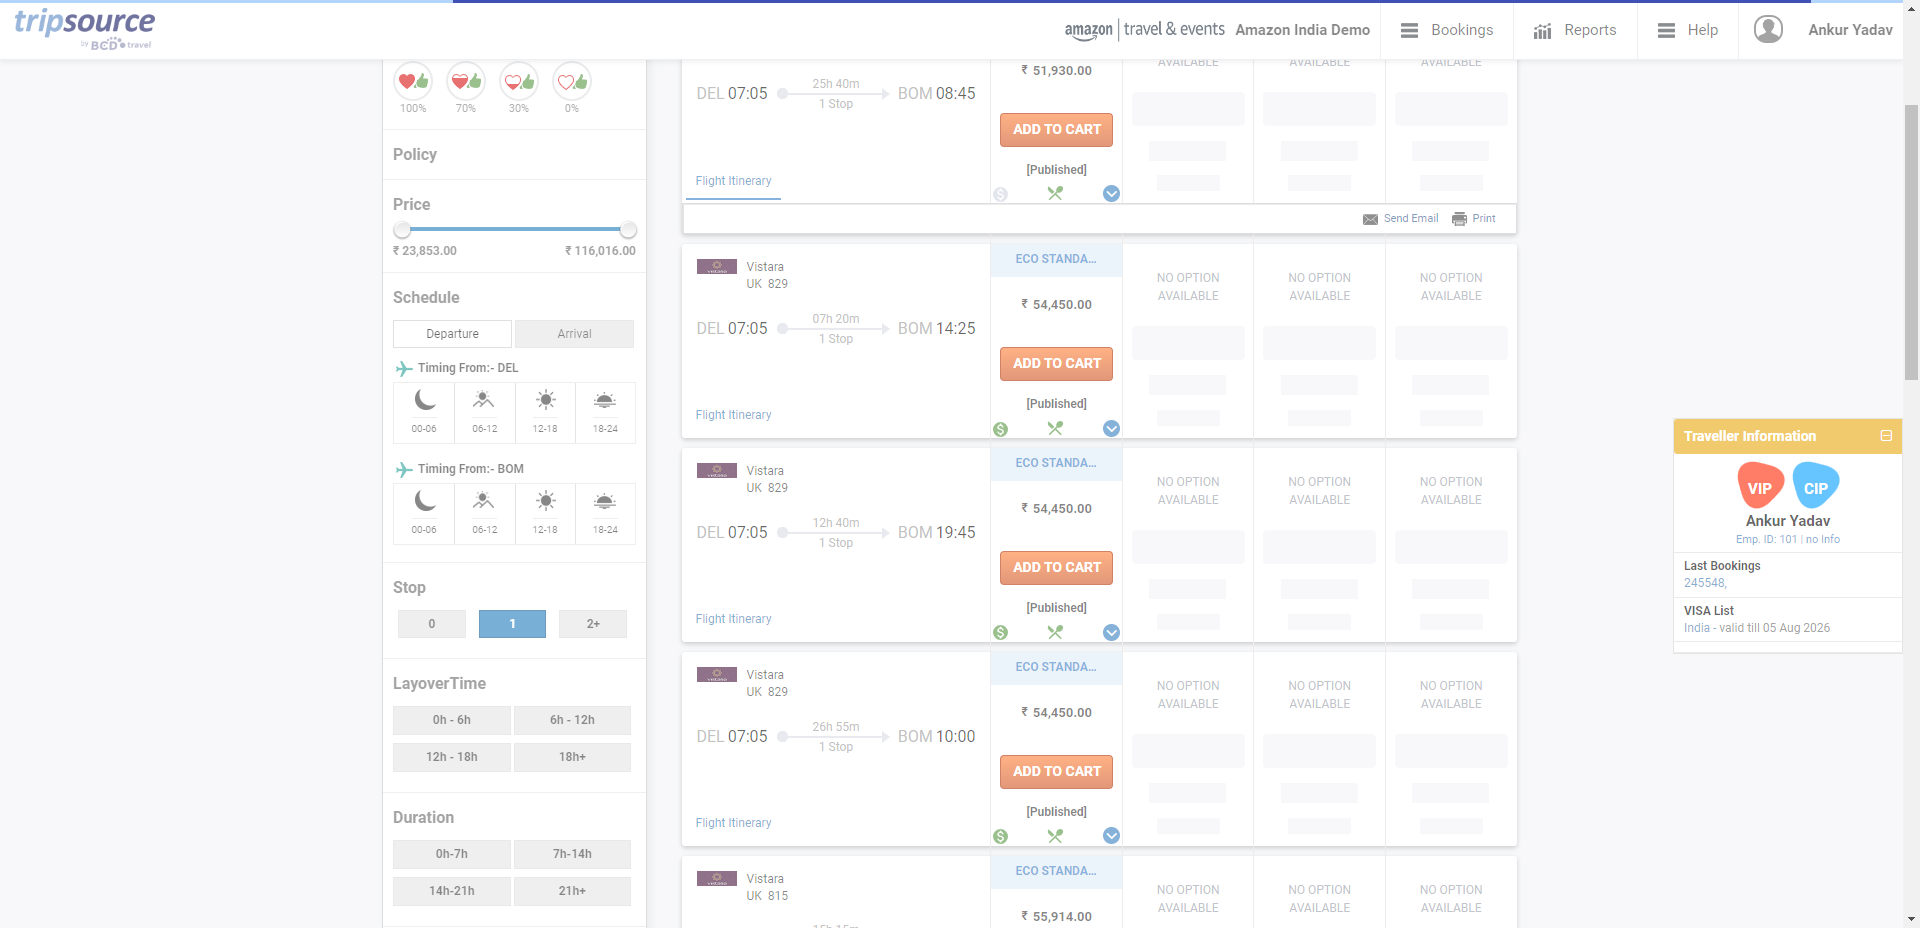 tripsource
by BCD travel
amazon travel & events
Amazon India Demo
Bookings
Reports
Help
Ankur Yadav
100%
70%
30%
0%
Policy
Price
₹ 23,853.00
₹ 116,016.00
Schedule
Departure
Arrival
Timing From:- DEL
00-06
06-12
12-18
18-24
Timing From:- BOM
00-06
06-12
12-18
18-24
Stop
0
1
2+
LayoverTime
0h - 6h
6h - 12h
12h - 18h
18h+
Duration
0h-7h
7h-14h
14h-21h
21h+
DEL 07:05
25h 40m
1 Stop
BOM 08:45
Flight Itinerary
₹ 51,930.00
ADD TO CART
[Published]
AVAILABLE
AVAILABLE
AVAILABLE
Send Email
Print
Vistara
UK 829
DEL 07:05
07h 20m
1 Stop
BOM 14:25
Flight Itinerary
ECO STANDA...
₹ 54,450.00
ADD TO CART
[Published]
NO OPTION
AVAILABLE
NO OPTION
AVAILABLE
NO OPTION
AVAILABLE
Vistara
UK 829
DEL 07:05
12h 40m
1 Stop
BOM 19:45
Flight Itinerary
ECO STANDA...
₹ 54,450.00
ADD TO CART
[Published]
NO OPTION
AVAILABLE
NO OPTION
AVAILABLE
NO OPTION
AVAILABLE
Vistara
UK 829
DEL 07:05
26h 55m
1 Stop
BOM 10:00
Flight Itinerary
ECO STANDA...
₹ 54,450.00
ADD TO CART
[Published]
NO OPTION
AVAILABLE
NO OPTION
AVAILABLE
NO OPTION
AVAILABLE
Vistara
UK 815
ECO STANDA...
₹ 55,914.00
NO OPTION
AVAILABLE
NO OPTION
AVAILABLE
NO OPTION
AVAILABLE
Traveller Information
VIP
CIP
Ankur Yadav
Emp. ID: 101 | no Info
Last Bookings
245548,
VISA List
India - valid till 05 Aug 2026